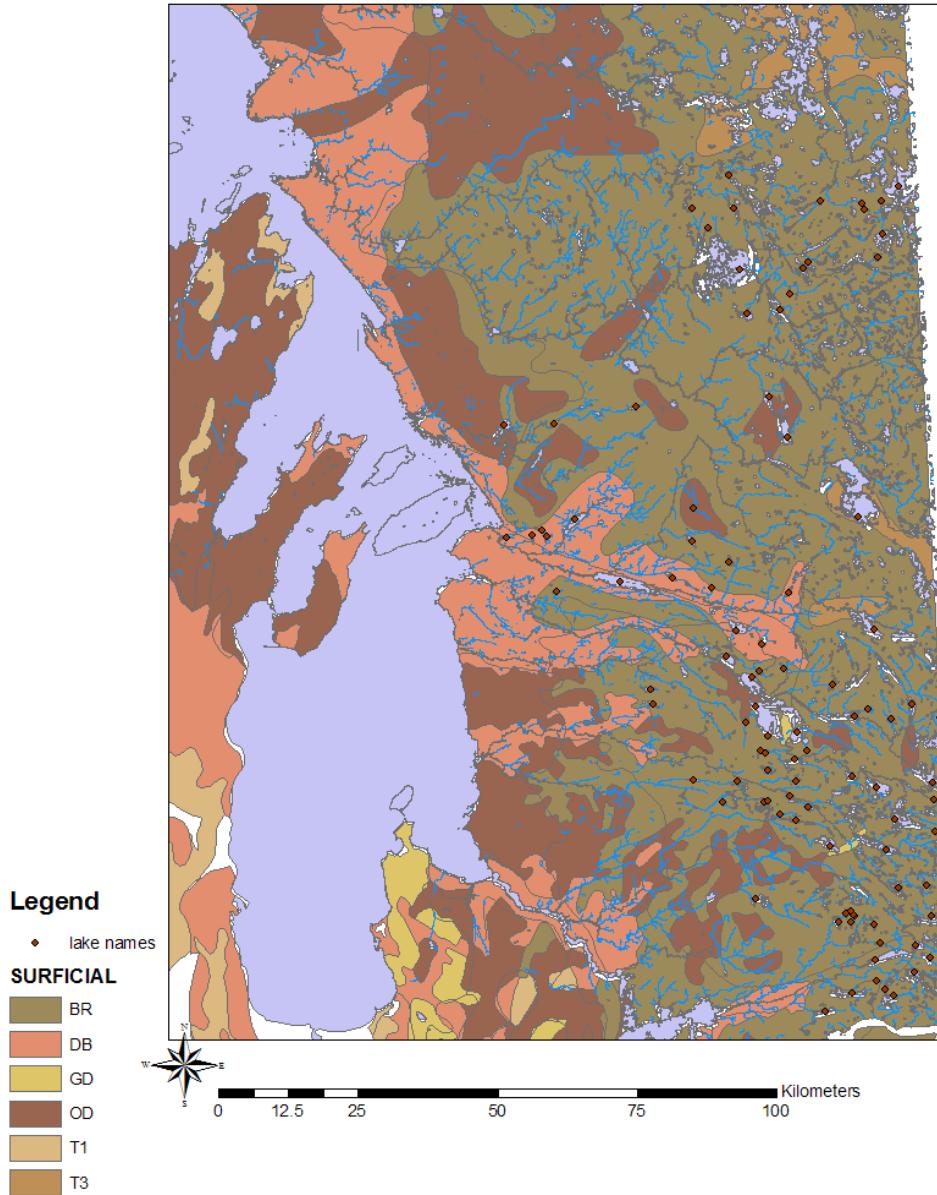 Legend
lake names
SURFICIAL
BR
DB
GD
OD
T1
T3
N
W E
S
Kilometers
0 12.5 25 50 75 100